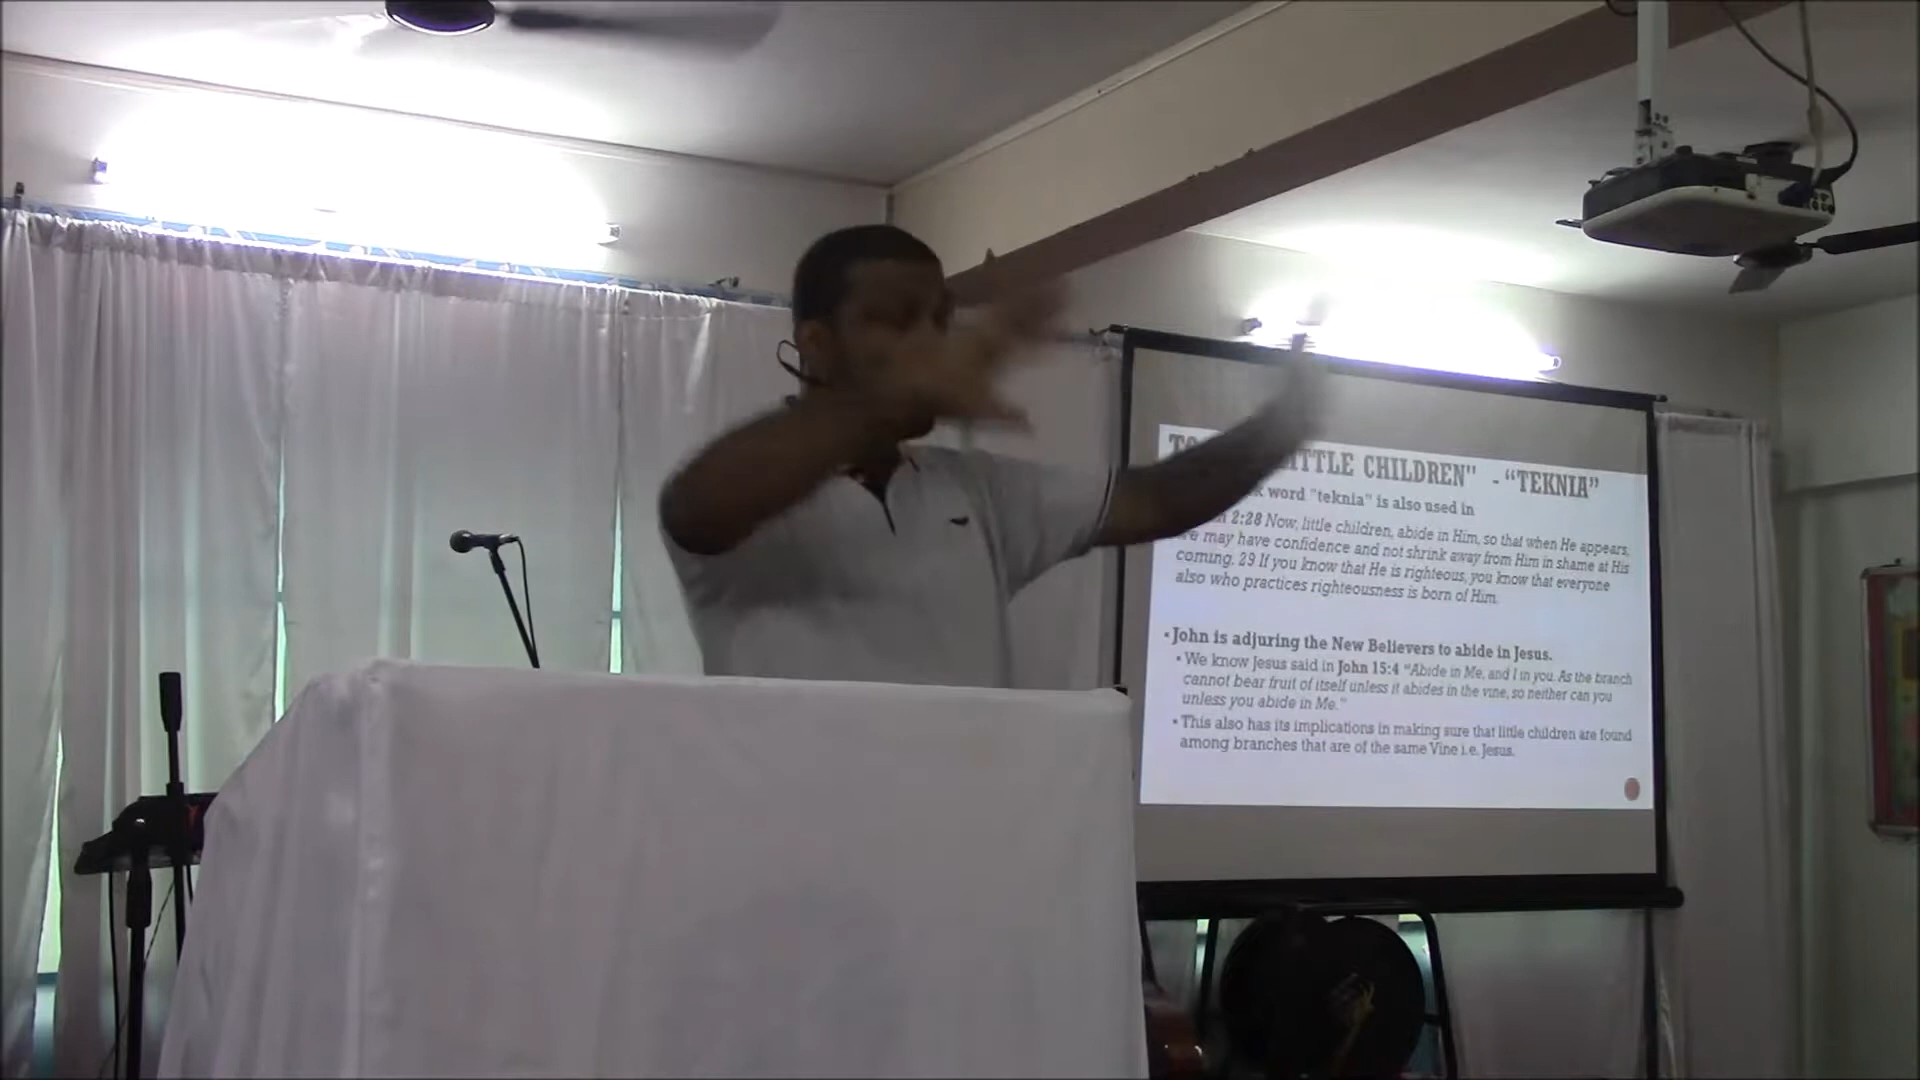 LITTLE CHILDREN" - “TEKNIA”
word "teknia" is also used in
2:28 Now, little children, abide in Him, so that when He appears,
may have confidence and not shrink away from Him in shame at His
coming. 29 If you know that He is righteous, you know that everyone
also who practices righteousness is born of Him.
▪ John is adjuring the New Believers to abide in Jesus.
▪ We know Jesus said in John 15:4 “Abide in Me, and I in you. As the branch
cannot bear fruit of itself unless it abides in the vine, so neither can you
unless you abide in Me.”
▪ This also has its implications in making sure that little children are found
among branches that are of the same Vine i.e. Jesus.